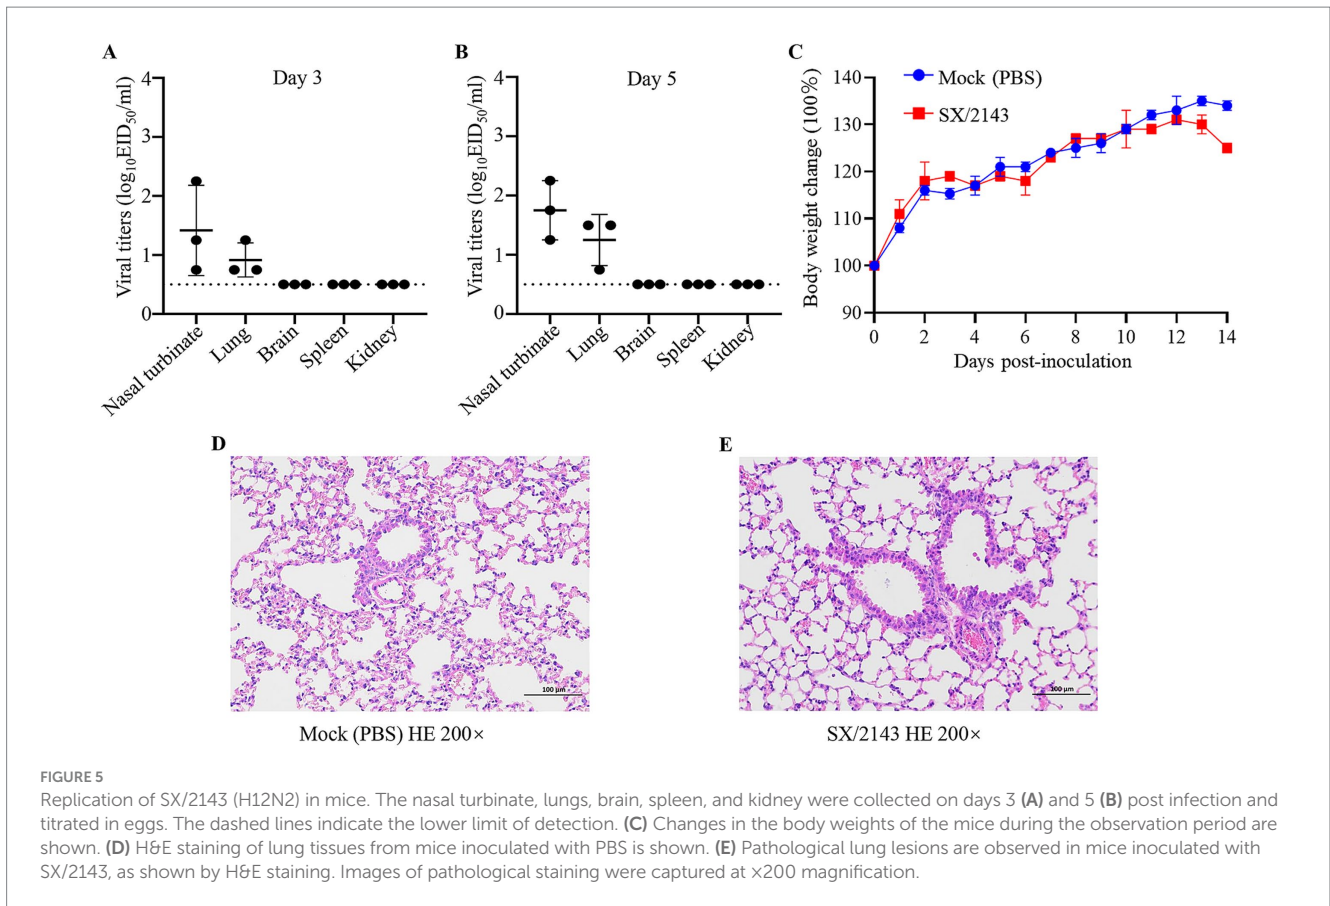 A
Day 3
Viral titers (log10ED50/ml)
4
3
2
1
0
Nasal turbinate
Lung
Brain
Spleen
Kidney
B
Day 5
Viral titers (log10ED50/ml)
4
3
2
1
0
Nasal turbinate
Lung
Brain
Spleen
Kidney
C
Mock (PBS)
SX/2143
Body weight change (100%)
140
130
120
110
100
90
0 2 4 6 8 10 12 14
Days post-inoculation
D
100 µm
Mock (PBS) HE 200×
E
100 µm
SX/2143 HE 200×
FIGURE 5
Replication of SX/2143 (H12N2) in mice. The nasal turbinate, lungs, brain, spleen, and kidney were collected on days 3 (A) and 5 (B) post infection and
titrated in eggs. The dashed lines indicate the lower limit of detection. (C) Changes in the body weights of the mice during the observation period are
shown. (D) H&E staining of lung tissues from mice inoculated with PBS is shown. (E) Pathological lung lesions are observed in mice inoculated with
SX/2143, as shown by H&E staining. Images of pathological staining were captured at ×200 magnification.